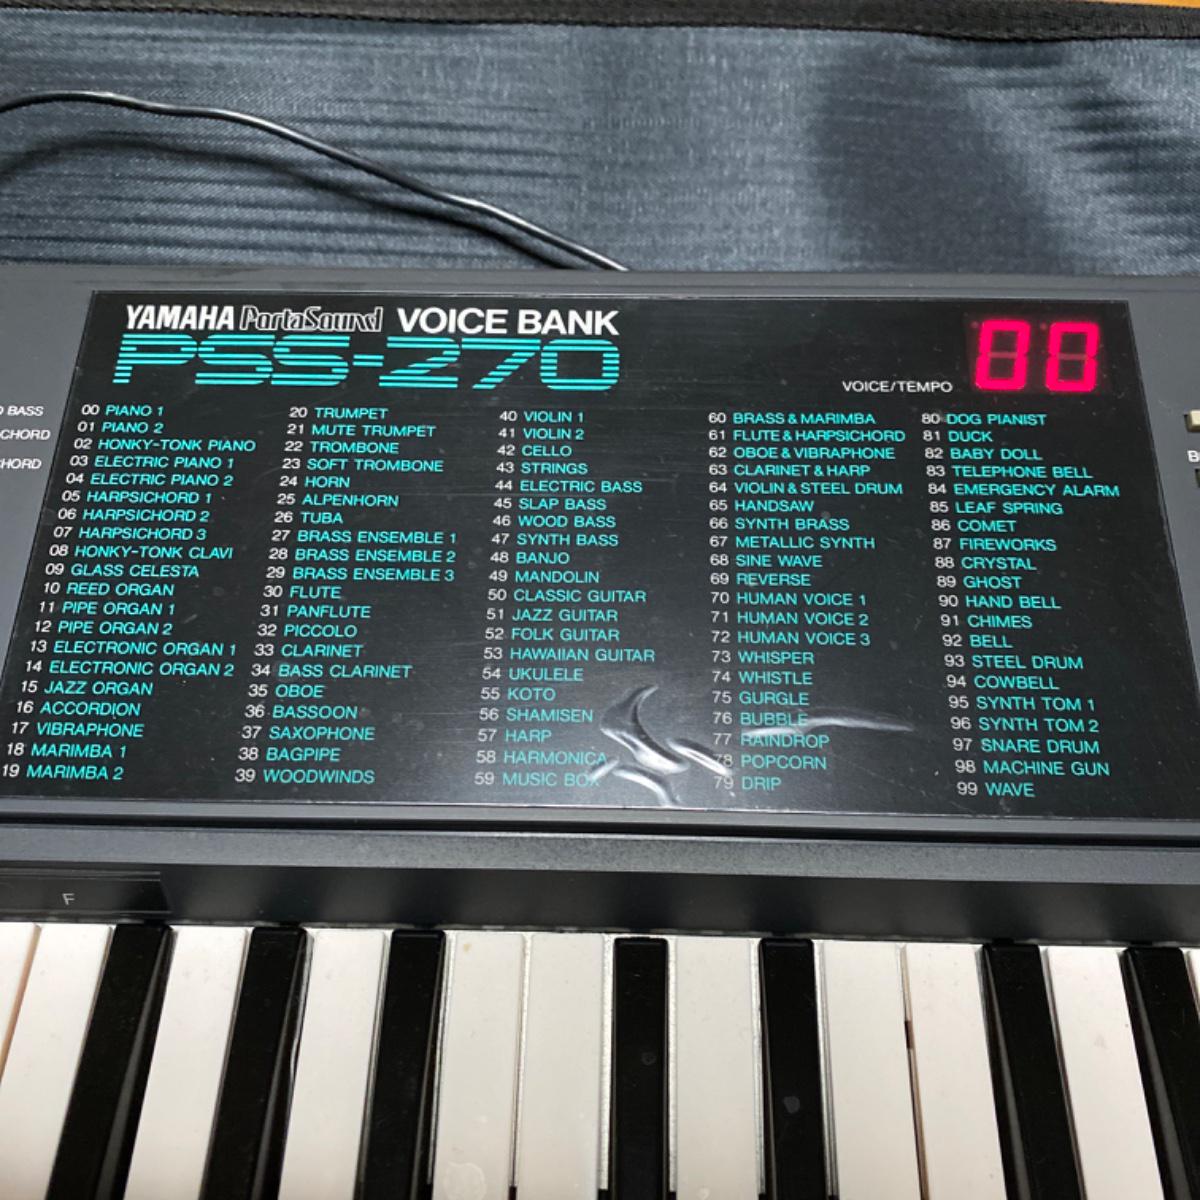 YAMAHA PortaSound VOICE BANK
PSS-270
VOICE/TEMPO
00
BASS
CHORD
CHORD
00 PIANO 1
01 PIANO 2
02 HONKY-TONK PIANO
03 ELECTRIC PIANO 1
04 ELECTRIC PIANO 2
05 HARPSICHORD 1
06 HARPSICHORD 2
07 HARPSICHORD 3
08 HONKY-TONK CLAVI
09 GLASS CELESTA
10 REED ORGAN
11 PIPE ORGAN 1
12 PIPE ORGAN 2
13 ELECTRONIC ORGAN 1
14 ELECTRONIC ORGAN 2
15 JAZZ ORGAN
16 ACCORDION
17 VIBRAPHONE
18 MARIMBA 1
19 MARIMBA 2
20 TRUMPET
21 MUTE TRUMPET
22 TROMBONE
23 SOFT TROMBONE
24 HORN
25 ALPENHORN
26 TUBA
27 BRASS ENSEMBLE 1
28 BRASS ENSEMBLE 2
29 BRASS ENSEMBLE 3
30 FLUTE
31 PANFLUTE
32 PICCOLO
33 CLARINET
34 BASS CLARINET
35 OBOE
36 BASSOON
37 SAXOPHONE
38 BAGPIPE
39 WOODWINDS
40 VIOLIN 1
41 VIOLIN 2
42 CELLO
43 STRINGS
44 ELECTRIC BASS
45 SLAP BASS
46 WOOD BASS
47 SYNTH BASS
48 BANJO
49 MANDOLIN
50 CLASSIC GUITAR
51 JAZZ GUITAR
52 FOLK GUITAR
53 HAWAIIAN GUITAR
54 UKULELE
55 KOTO
56 SHAMISEN
57 HARP
58 HARMONICA
59 MUSIC BOX
60 BRASS & MARIMBA
61 FLUTE & HARPSICHORD
62 OBOE & VIBRAPHONE
63 CLARINET & HARP
64 VIOLIN & STEEL DRUM
65 HANDSAW
66 SYNTH BRASS
67 METALLIC SYNTH
68 SINE WAVE
69 REVERSE
70 HUMAN VOICE 1
71 HUMAN VOICE 2
72 HUMAN VOICE 3
73 WHISPER
74 WHISTLE
75 GURGLE
76 BUBBLE
77 RAINDROP
78 POPCORN
79 DRIP
80 DOG PIANIST
81 DUCK
82 BABY DOLL
83 TELEPHONE BELL
84 EMERGENCY ALARM
85 LEAF SPRING
86 COMET
87 FIREWORKS
88 CRYSTAL
89 GHOST
90 HAND BELL
91 CHIMES
92 BELL
93 STEEL DRUM
94 COWBELL
95 SYNTH TOM 1
96 SYNTH TOM 2
97 SNARE DRUM
98 MACHINE GUN
99 WAVE
F